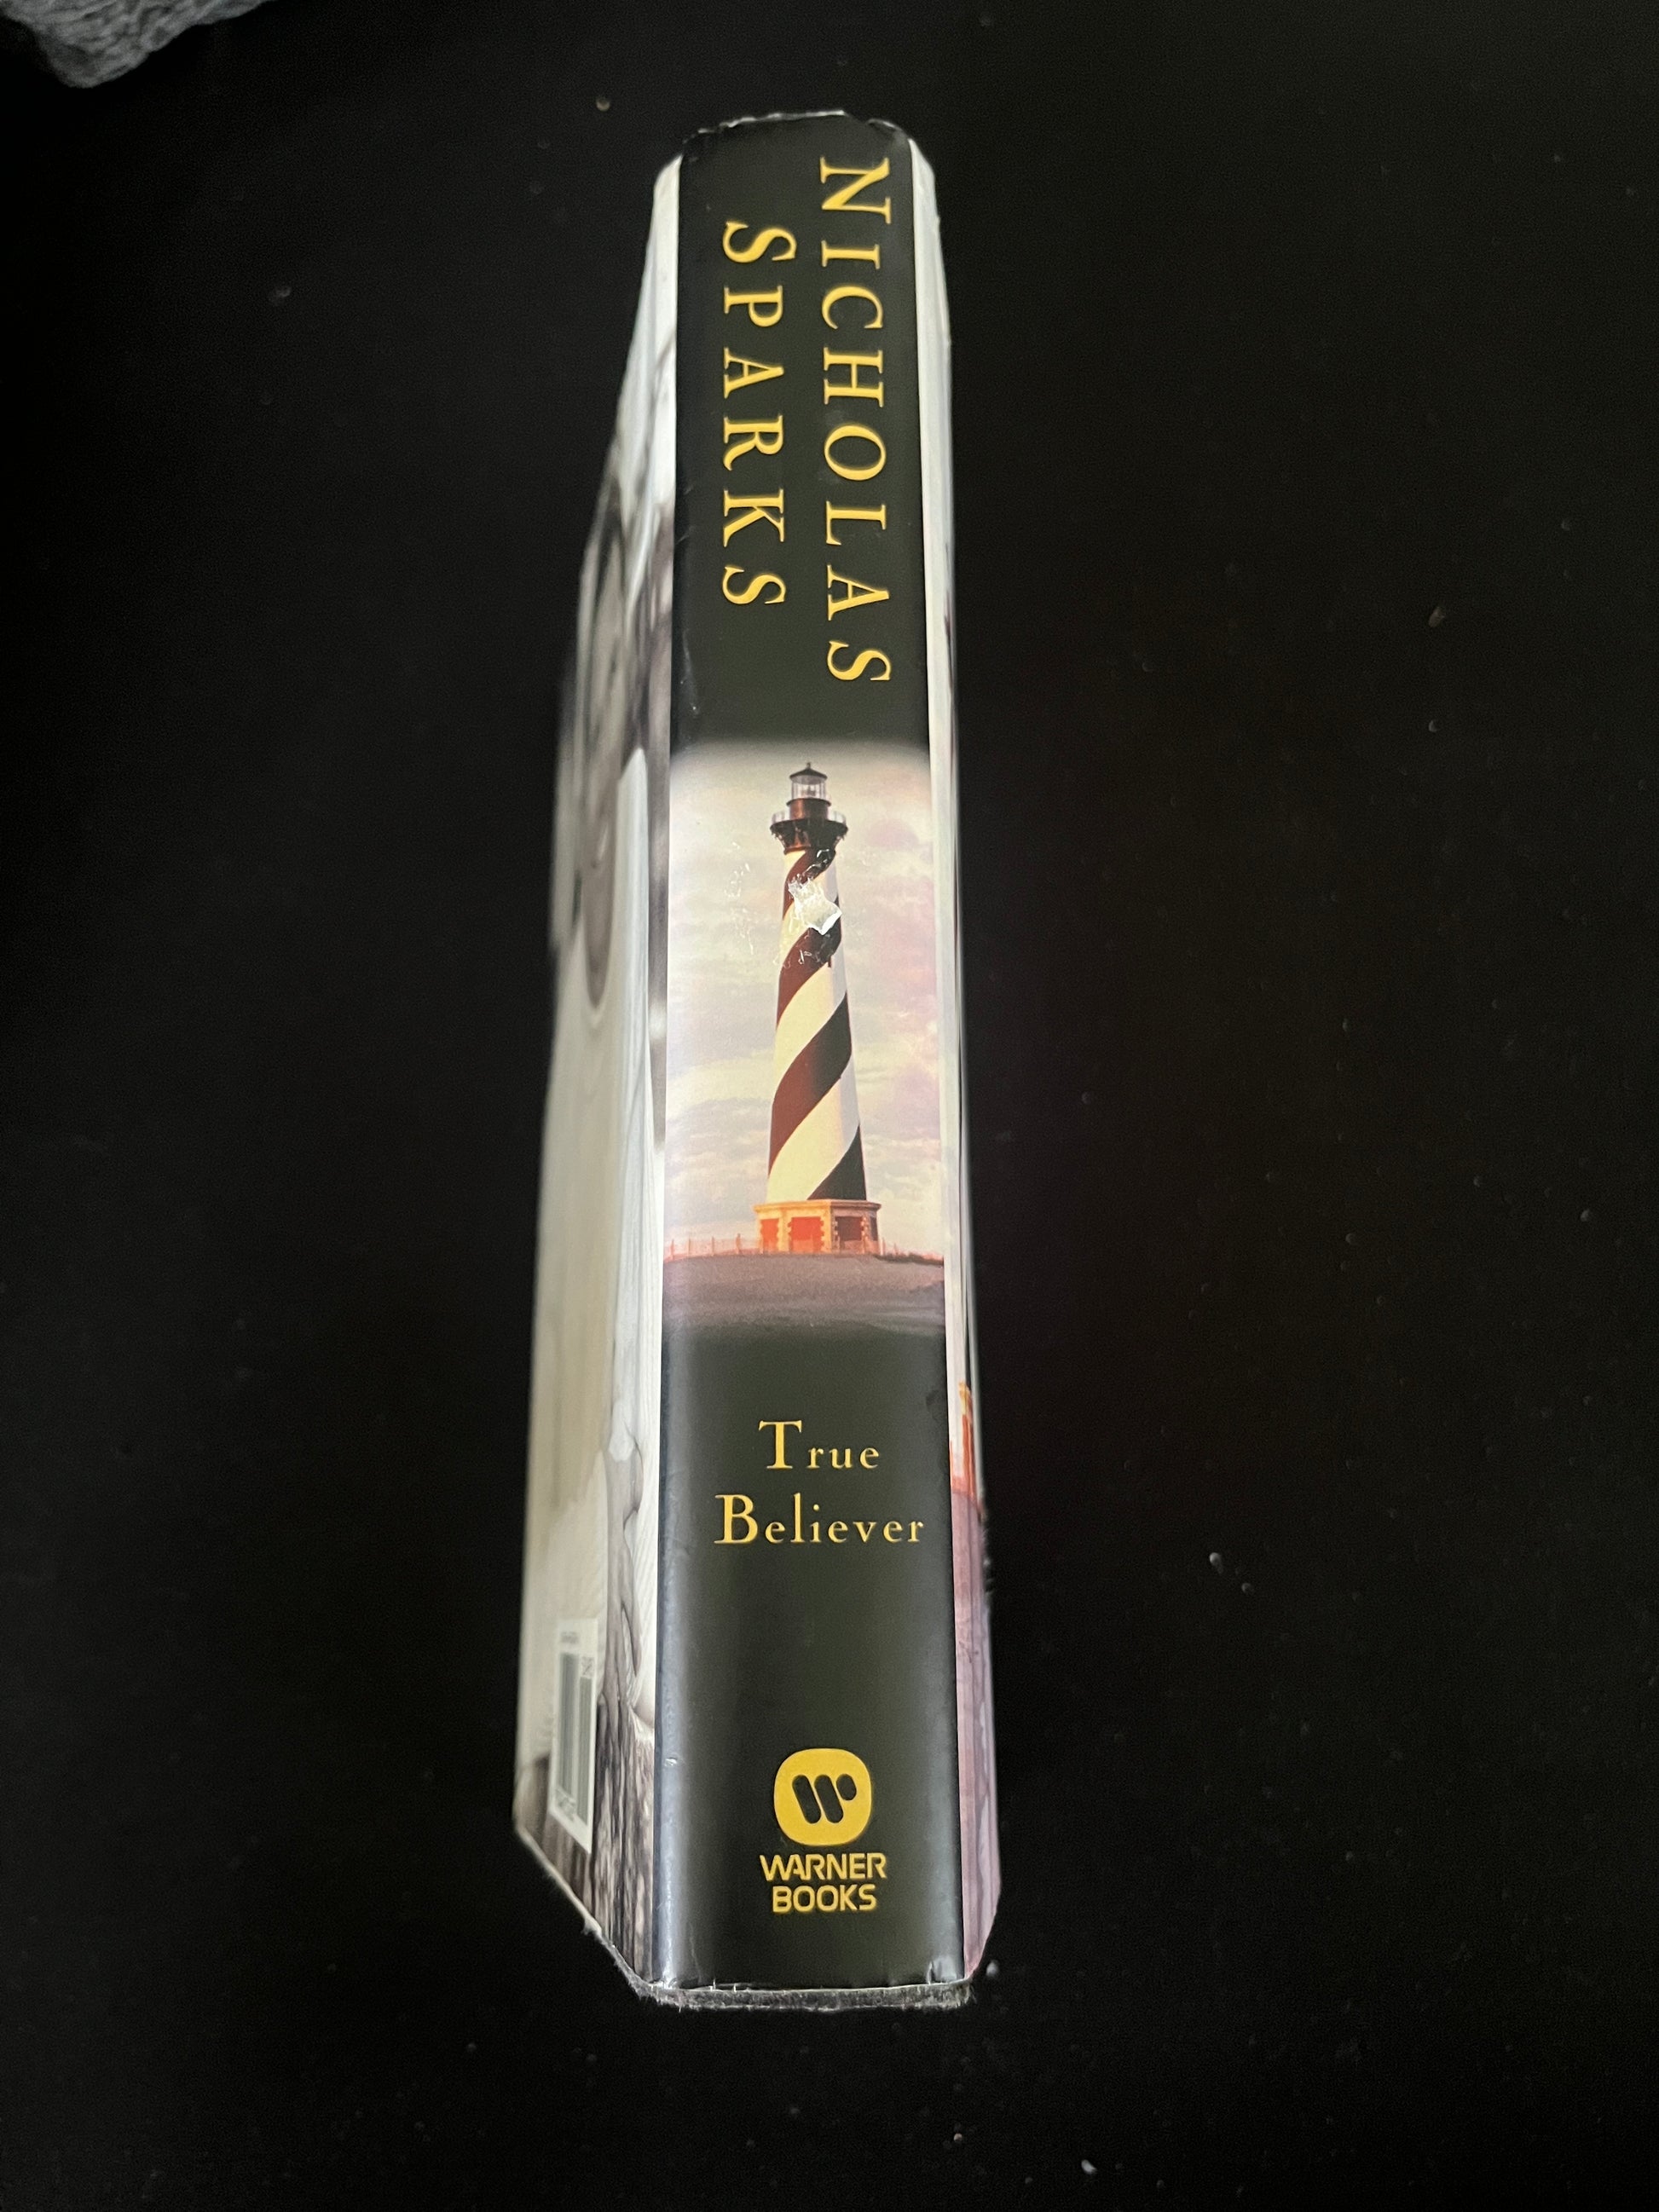 NICHOLAS
SPARKS
True
Believer
WARNER
BOOKS